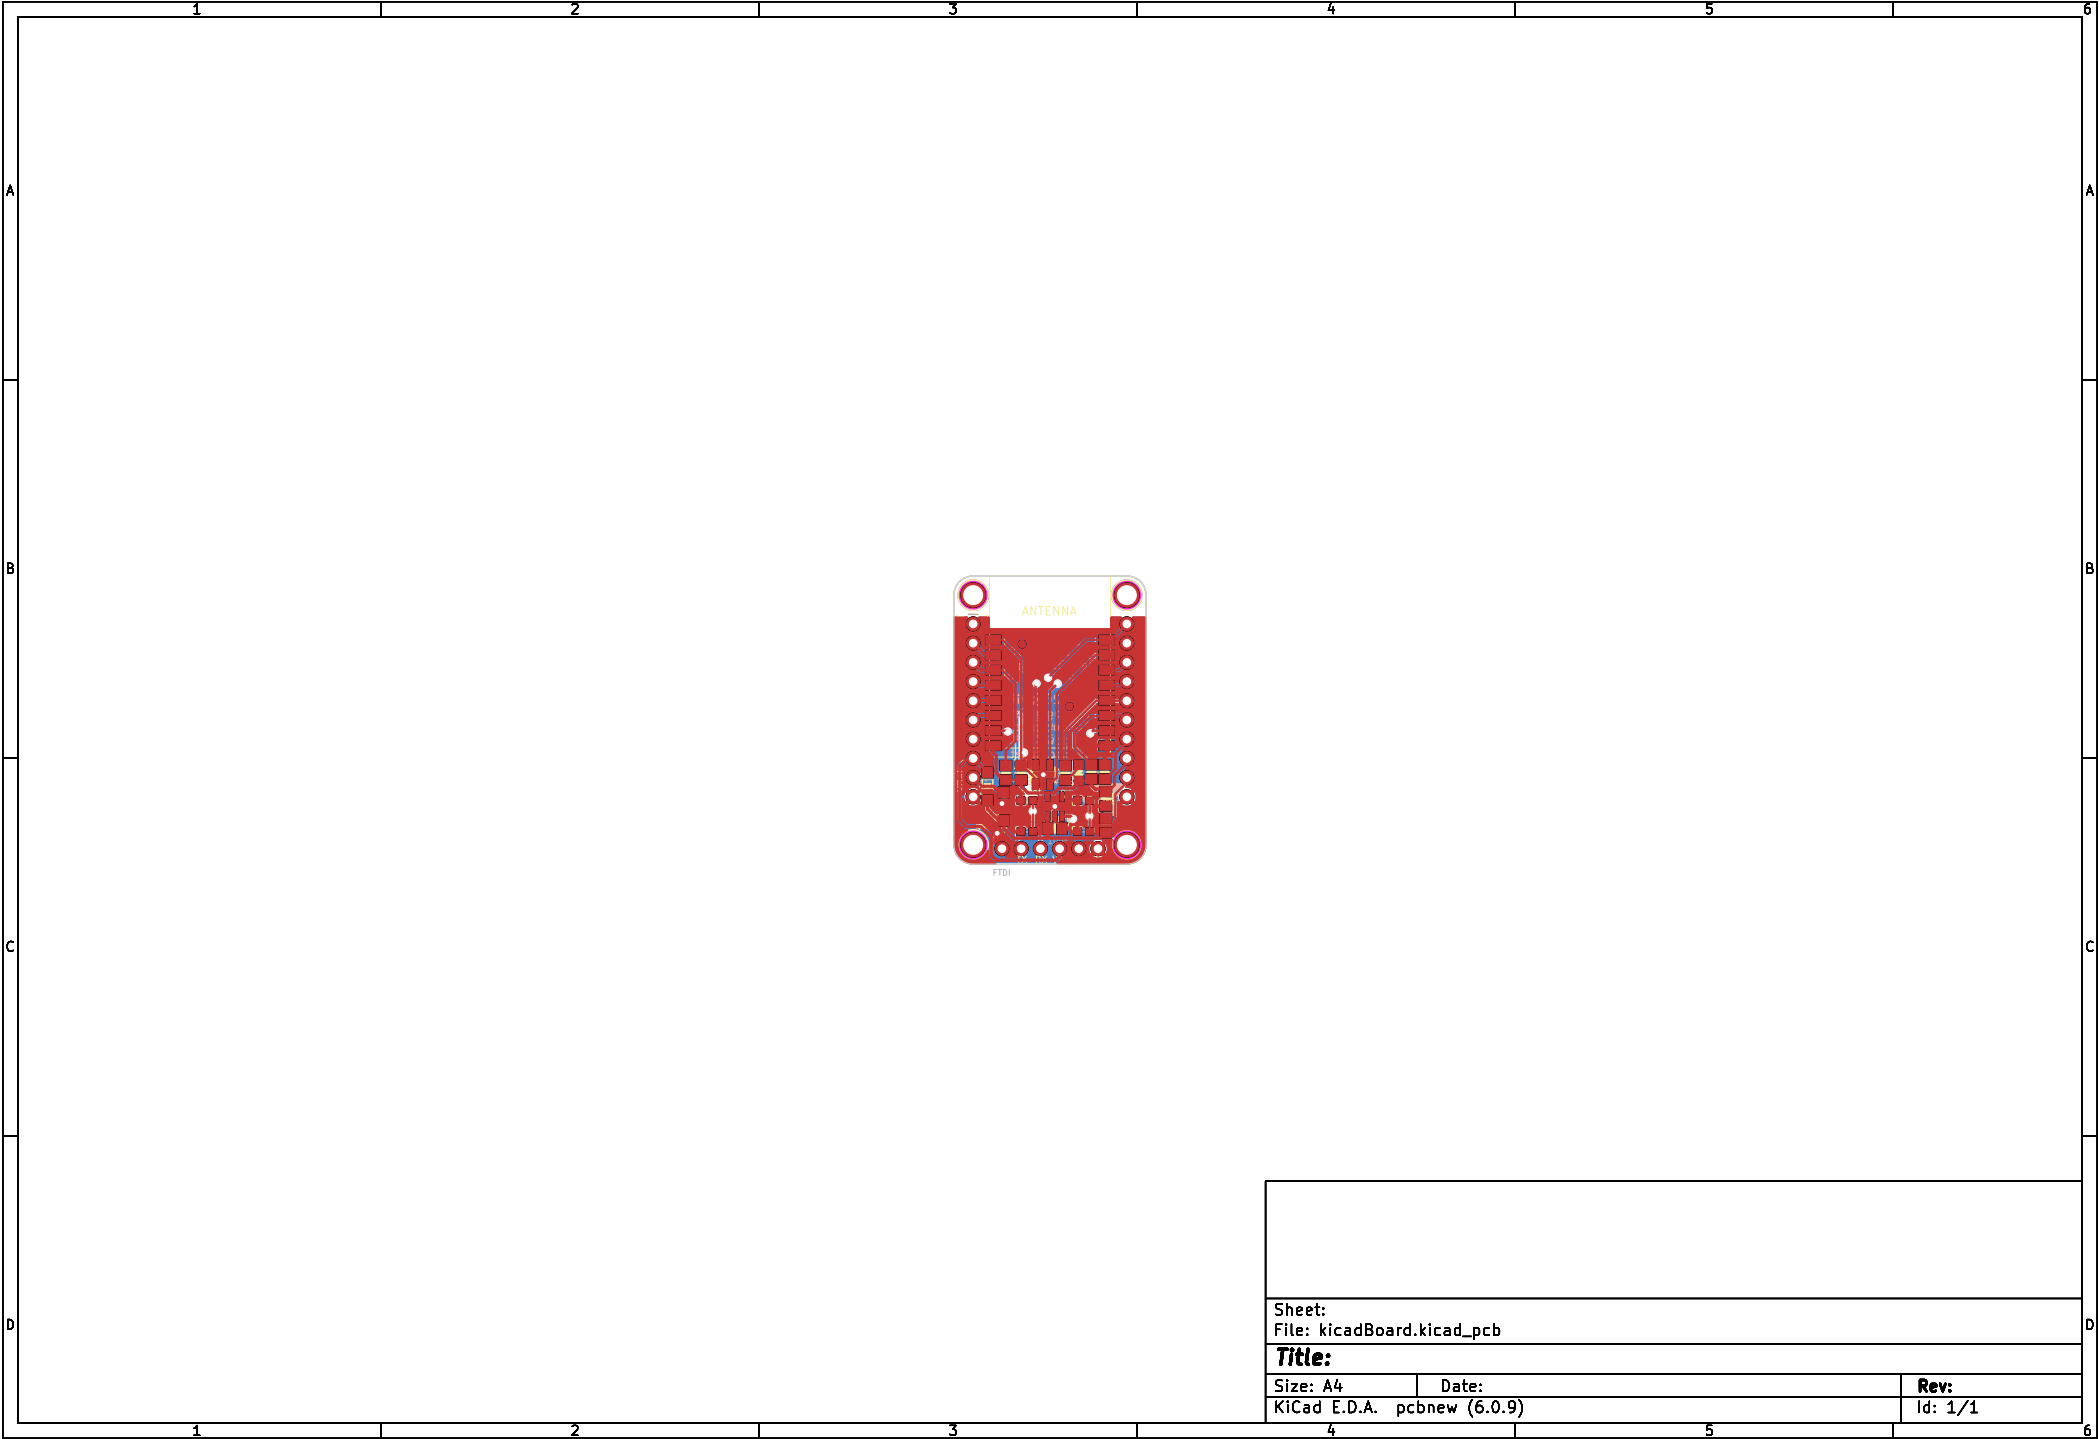 1 2 3 4 5 6
A A
B B
ANTENNA
FTDI
C C
Sheet:
File: kicadBoard.kicad_pcb
D D
Title:
Size: A4 Date: Rev:
KiCad E.D.A. pcbnew (6.0.9) Id: 1/1
1 2 3 4 5 6